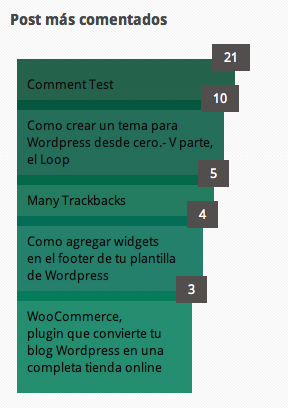 Post más comentados
21
Comment Test
10
Como crear un tema para
Wordpress desde cero.- V parte,
el Loop
5
Many Trackbacks
4
Como agregar widgets
en el footer de tu plantilla
de Wordpress
3
WooCommerce,
plugin que convierte tu
blog Wordpress en una
completa tienda online